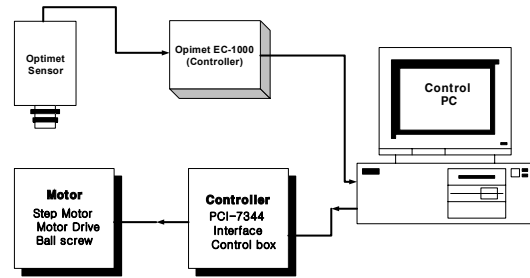 Optimet
Sensor
Opimet EC-1000
(Controller)
Control
PC
Motor
Step Motor
Motor Drive
Ball screw
Controller
PCI-7344
Interface
Control box